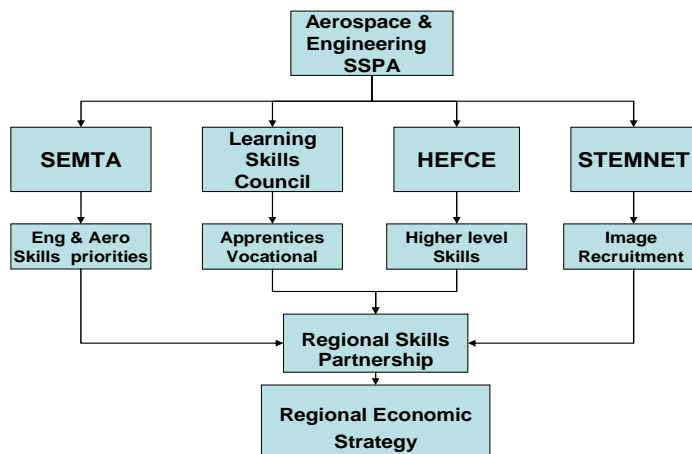 Aerospace &
Engineering
SSPA
SEMTA
Learning
Skills
Council
HEFCE
STEMNET
Eng & Aero
Skills priorities
Apprentices
Vocational
Higher level
Skills
Image
Recruitment
Regional Skills
Partnership
Regional Economic
Strategy